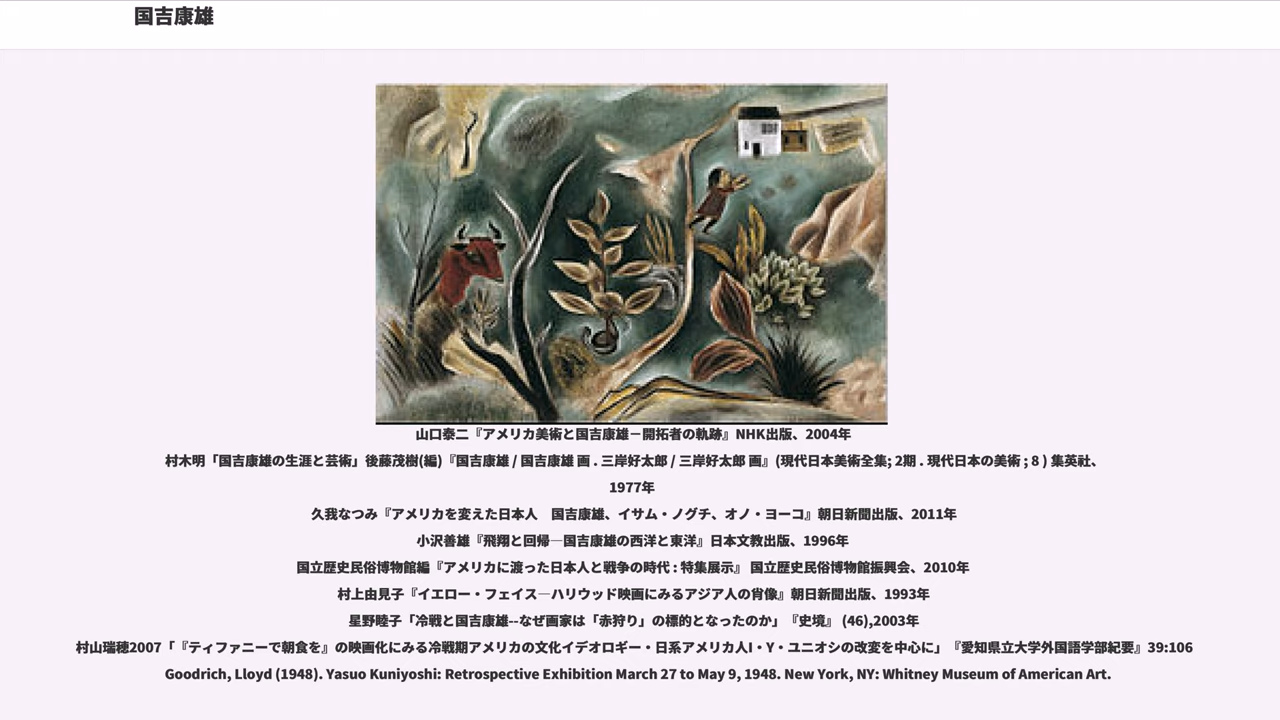 国吉康雄
山口泰二『アメリカ美術と国吉康雄－開拓者の軌跡』NHK出版、2004年
村木明「国吉康雄の生涯と芸術」後藤茂樹(編)『国吉康雄 / 国吉康雄 画 . 三岸好太郎 / 三岸好太郎 画』(現代日本美術全集; 2期 . 現代日本の美術 ; 8 ) 集英社、
1977年
久我なつみ『アメリカを変えた日本人　国吉康雄、イサム・ノグチ、オノ・ヨーコ』朝日新聞出版、2011年
小沢善雄『飛翔と回帰―国吉康雄の西洋と東洋』日本文教出版、1996年
国立歴史民俗博物館編『アメリカに渡った日本人と戦争の時代 : 特集展示』 国立歴史民俗博物館振興会、2010年
村上由見子『イエロー・フェイス―ハリウッド映画にみるアジア人の肖像』朝日新聞出版、1993年
星野睦子「冷戦と国吉康雄--なぜ画家は「赤狩り」の標的となったのか」『史境』 (46),2003年
村山瑞穂2007「『ティファニーで朝食を』の映画化にみる冷戦期アメリカの文化イデオロギー・日系アメリカ人I・Y・ユニオシの改変を中心に」『愛知県立大学外国語学部紀要』39:106
Goodrich, Lloyd (1948). Yasuo Kuniyoshi: Retrospective Exhibition March 27 to May 9, 1948. New York, NY: Whitney Museum of American Art.